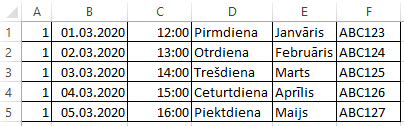 A B C D E F
1 1 01.03.2020 12:00 Pirmdiena Janvāris ABC123
2 1 02.03.2020 13:00 Otrdiena Februāris ABC124
3 1 03.03.2020 14:00 Trešdiena Marts ABC125
4 1 04.03.2020 15:00 Ceturtdiena Aprīlis ABC126
5 1 05.03.2020 16:00 Piektdiena Maijs ABC127